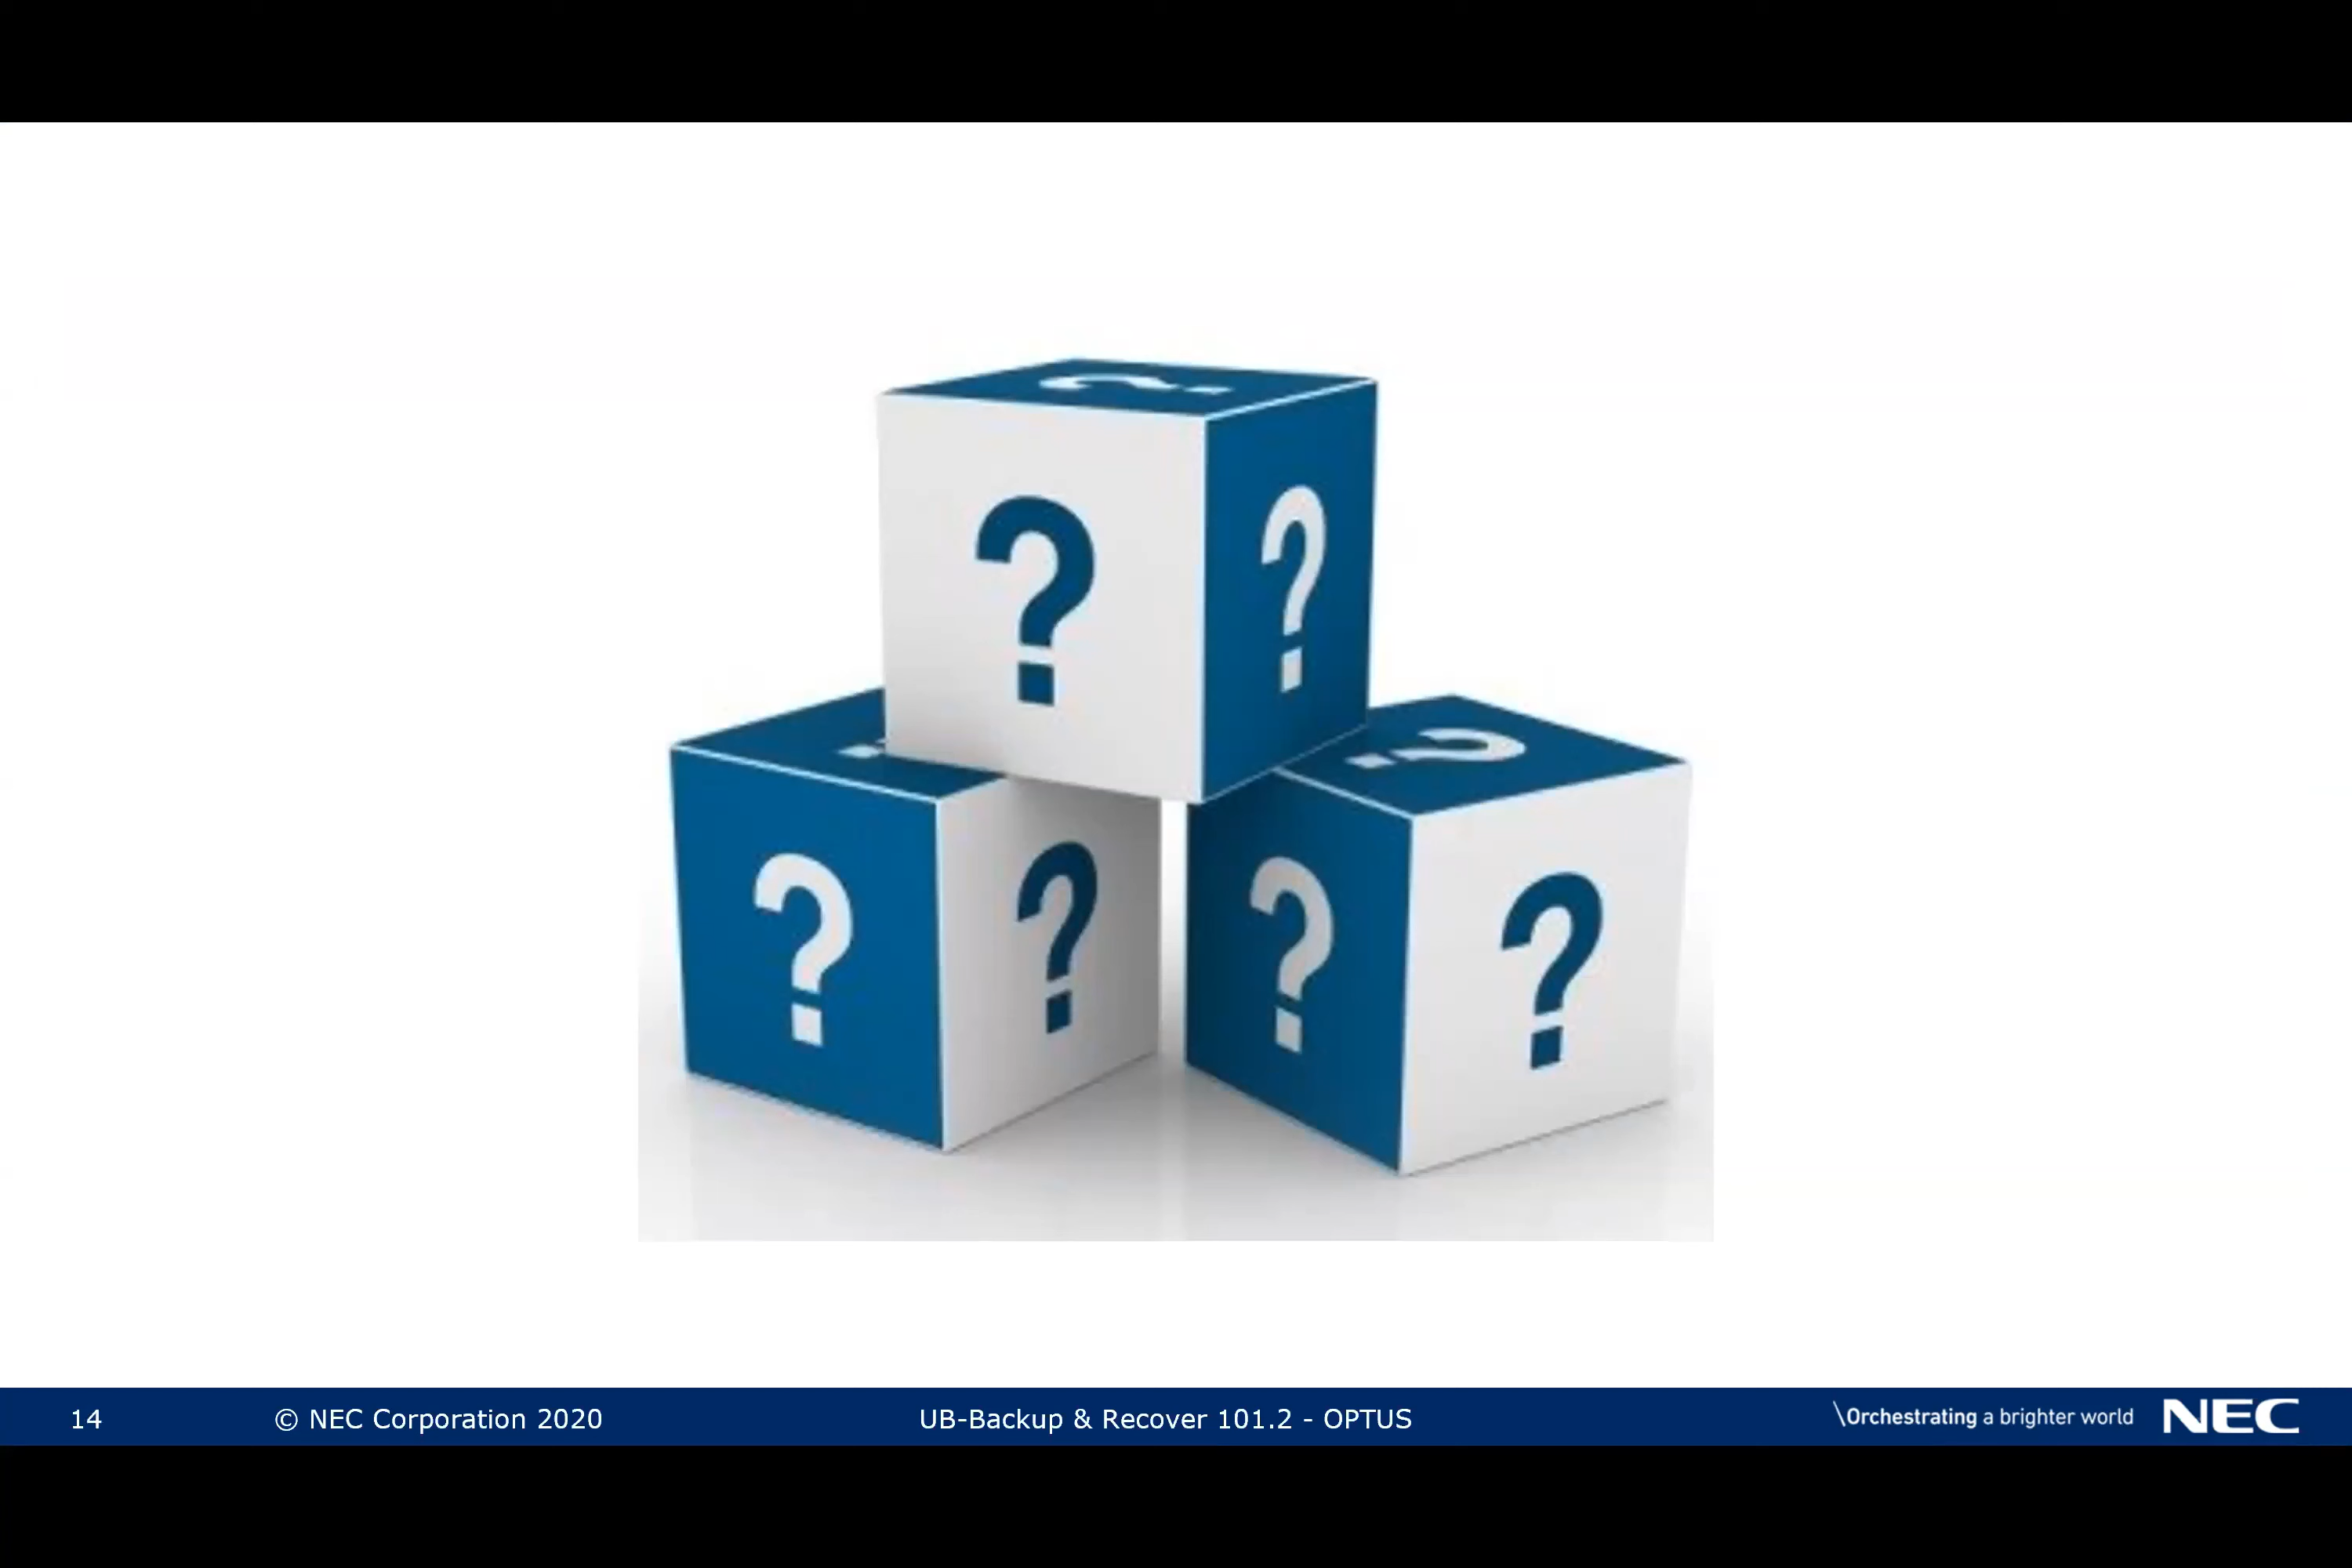 ?
? ?
? ?
? ? ? ?
14 © NEC Corporation 2020 UB-Backup & Recover 101.2 - OPTUS \Orchestrating a brighter world NEC